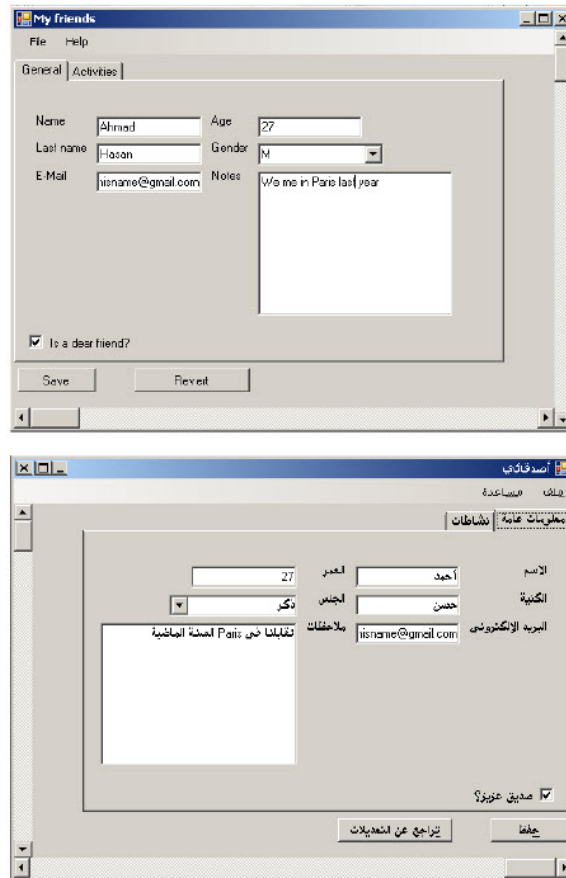 My friends
File Help
General Activities
Name Ahmad Age 27
Last name Hasan Gender M
E-Mail hisname@gmail.com Notes We me in Paris last year
Is a dear friend?
Save Revert
أصدقائي
ملف مساعدة
معلومات عامة نشاطات
الاسم أحمد العمر 27
الكنية حسن الجنس ذكر
البريد الإلكتروني hisname@gmail.com ملاحظات تقابلنا في Paris السنة الماضية
صديق عزيز؟
حفظ تراجع عن التعديلات